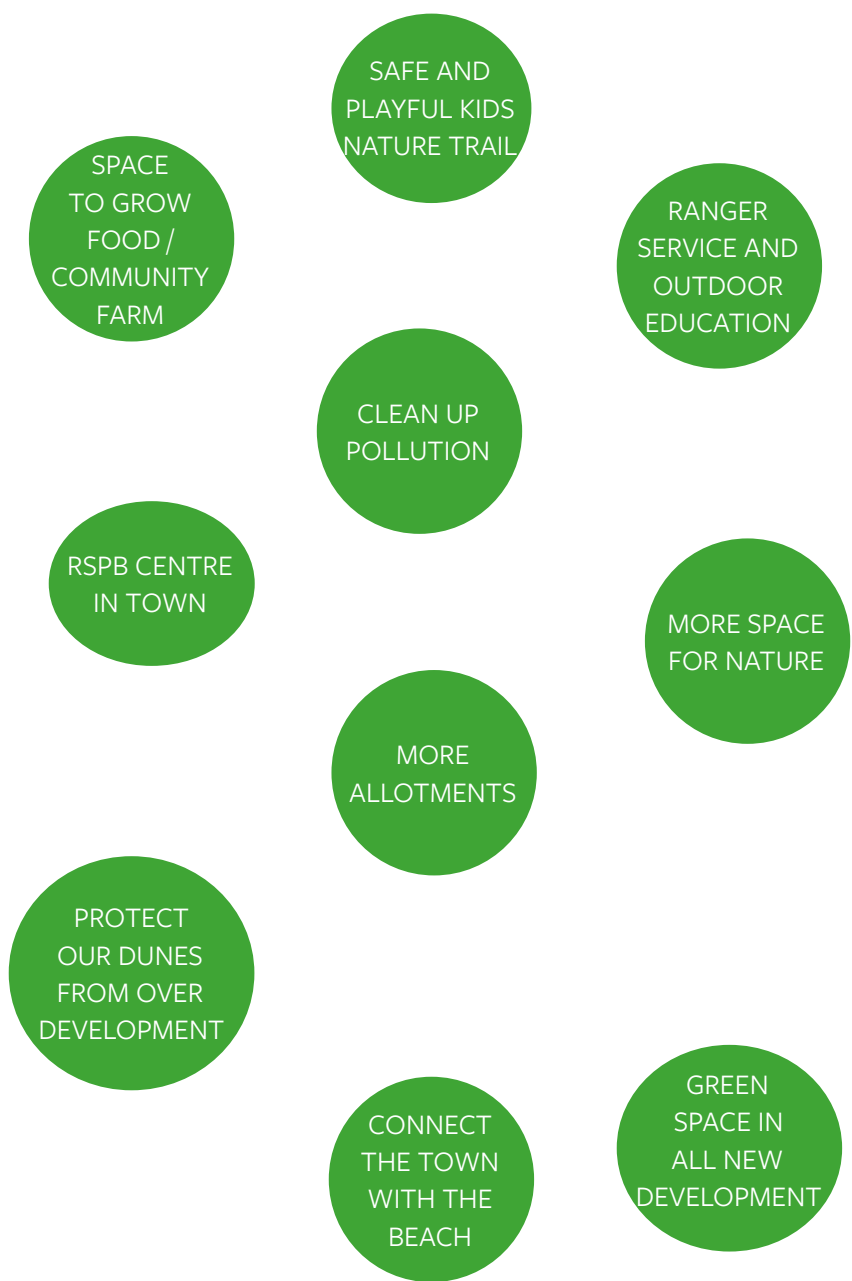 SAFE AND
PLAYFUL KIDS
NATURE TRAIL
SPACE
TO GROW
FOOD /
COMMUNITY
FARM
RANGER
SERVICE AND
OUTDOOR
EDUCATION
CLEAN UP
POLLUTION
RSPB CENTRE
IN TOWN
MORE SPACE
FOR NATURE
MORE
ALLOTMENTS
PROTECT
OUR DUNES
FROM OVER
DEVELOPMENT
GREEN
SPACE IN
ALL NEW
DEVELOPMENT
CONNECT
THE TOWN
WITH THE
BEACH